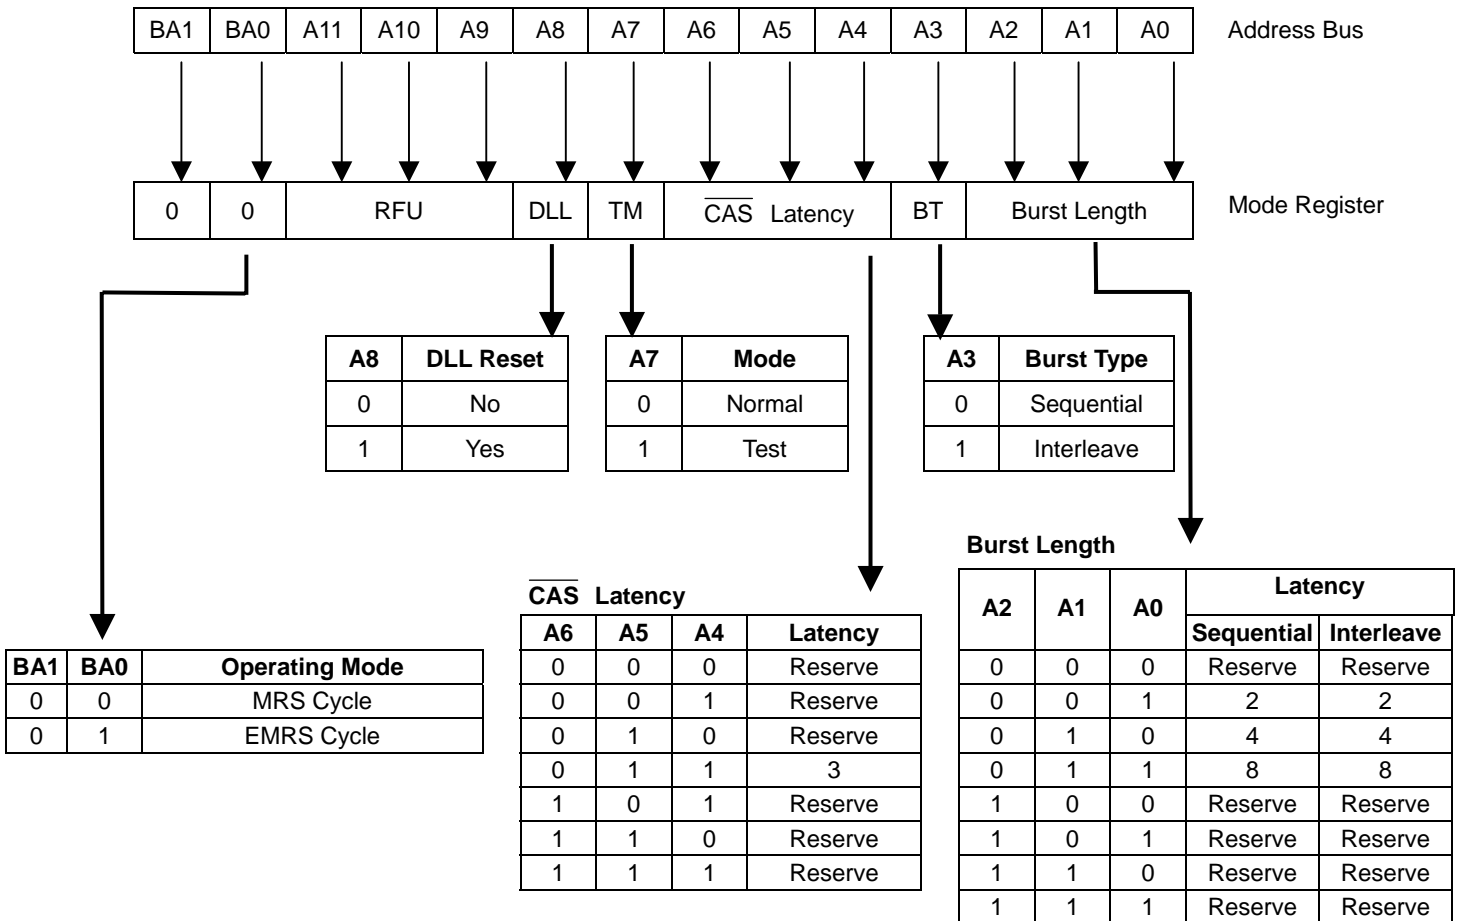 BA1 BA0 A11 A10 A9 A8 A7 A6 A5 A4 A3 A2 A1 A0 Address Bus
0 0 RFU DLL TM CAS Latency BT Burst Length Mode Register
A8 DLL Reset
0 No
1 Yes
A7 Mode
0 Normal
1 Test
A3 Burst Type
0 Sequential
1 Interleave
BA1 BA0 Operating Mode
0 0 MRS Cycle
0 1 EMRS Cycle
CAS Latency
A6 A5 A4 Latency
0 0 0 Reserve
0 0 1 Reserve
0 1 0 Reserve
0 1 1 3
1 0 1 Reserve
1 1 0 Reserve
1 1 1 Reserve
Burst Length
A2 A1 A0 Latency
Sequential Interleave
0 0 0 Reserve Reserve
0 0 1 2 2
0 1 0 4 4
0 1 1 8 8
1 0 0 Reserve Reserve
1 0 1 Reserve Reserve
1 1 0 Reserve Reserve
1 1 1 Reserve Reserve